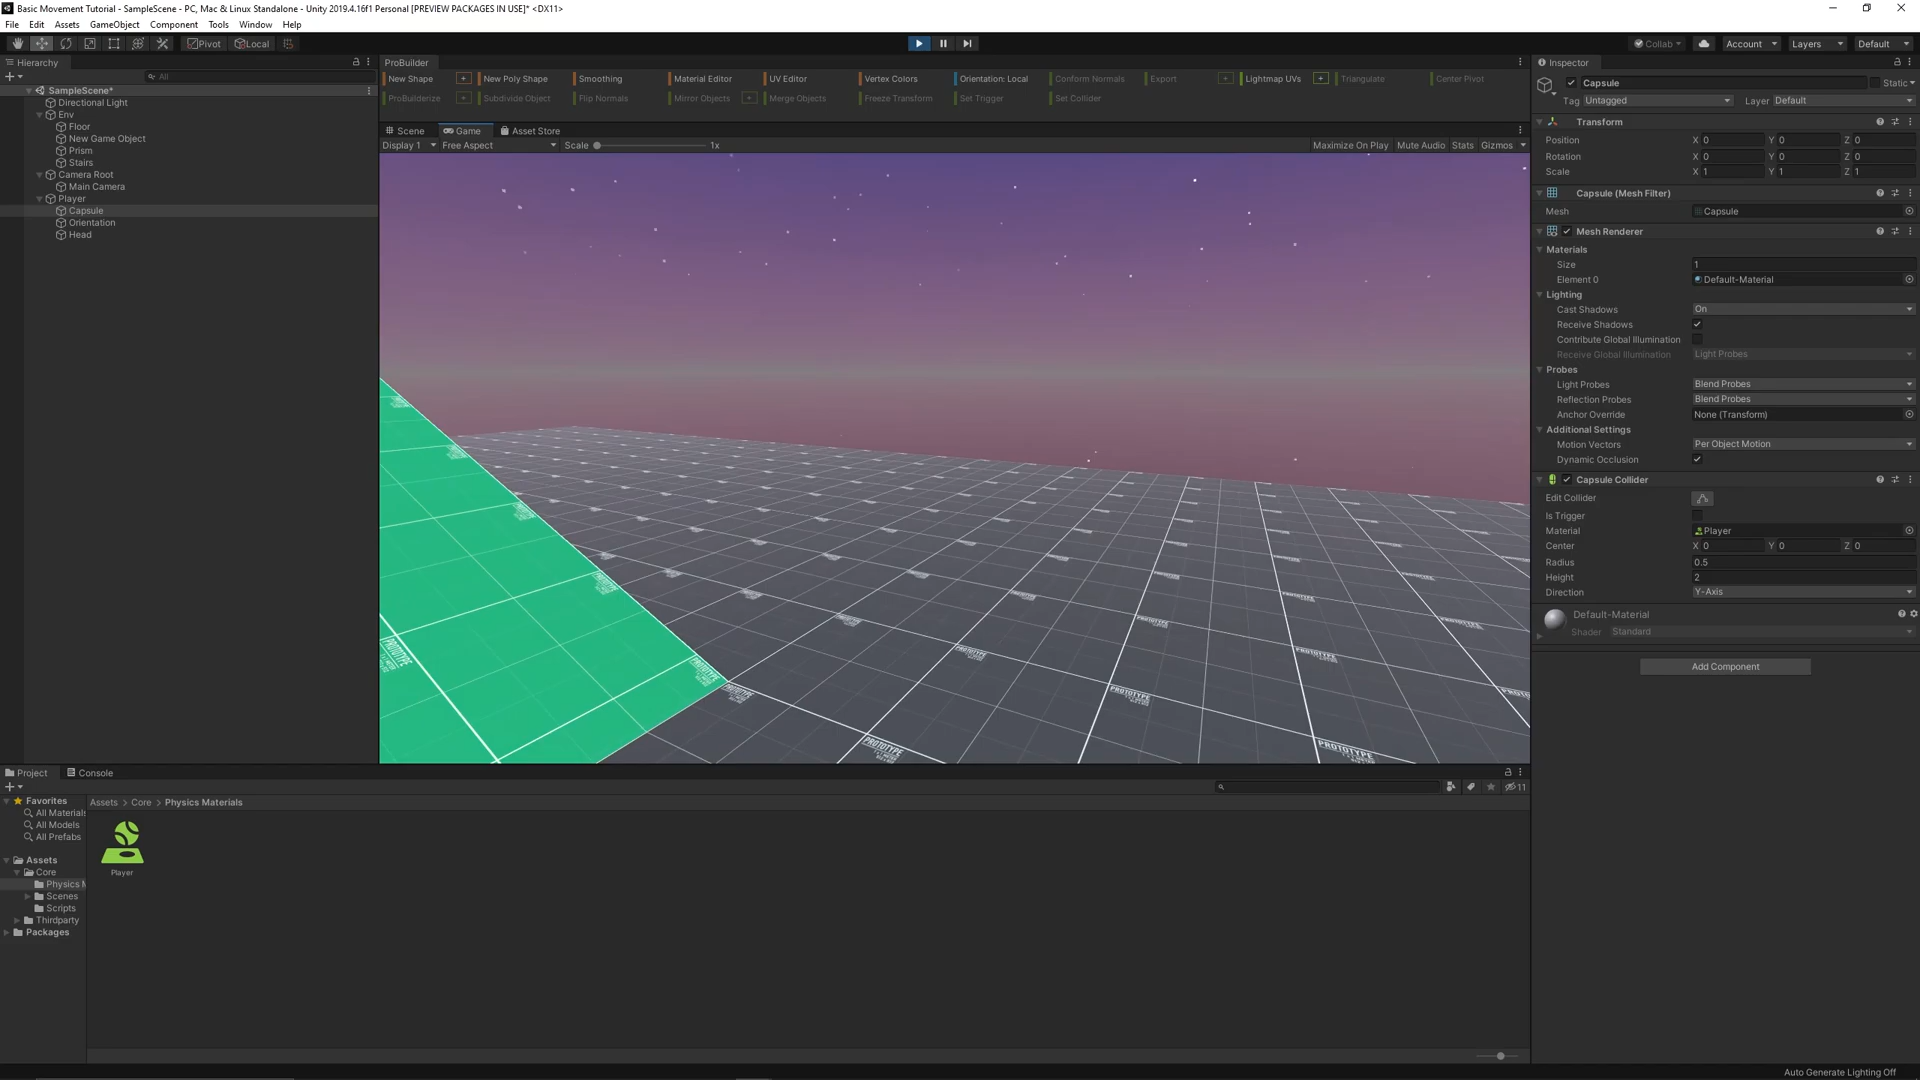 Basic Movement Tutorial - SampleScene - PC, Mac & Linux Standalone - Unity 2019.4.16f1 Personal [PREVIEW PACKAGES IN USE]* <DX11>
File Edit Assets GameObject Component Tools Window Help
Pivot Local Collab Account Layers Default
Hierarchy
All
SampleScene*
Directional Light
Env
Floor
New Game Object
Prism
Stairs
Camera Root
Main Camera
Player
Capsule
Orientation
Head
ProBuilder
New Shape + New Poly Shape Smoothing Material Editor UV Editor Vertex Colors Orientation: Local Conform Normals Export + Lightmap UVs + Triangulate Center Pivot
ProBuilderize + Subdivide Object Flip Normals Mirror Objects + Merge Objects Freeze Transform Set Trigger Set Collider
Scene Game Asset Store
Display 1 Free Aspect Scale 1x Maximize On Play Mute Audio Stats Gizmos
PROTOTYPE
PROTOTYPE
PROTOTYPE
PROTOTYPE
PROTOTYPE
PROTOTYPE
Inspector
Capsule Static
Tag Untagged Layer Default
Transform
Position X 0 Y 0 Z 0
Rotation X 0 Y 0 Z 0
Scale X 1 Y 1 Z 1
Capsule (Mesh Filter)
Mesh Capsule
Mesh Renderer
Materials
Size 1
Element 0 Default-Material
Lighting
Cast Shadows On
Receive Shadows
Contribute Global Illumination
Receive Global Illumination Light Probes
Probes
Light Probes Blend Probes
Reflection Probes Blend Probes
Anchor Override None (Transform)
Additional Settings
Motion Vectors Per Object Motion
Dynamic Occlusion
Capsule Collider
Edit Collider
Is Trigger
Material Player
Center X 0 Y 0 Z 0
Radius 0.5
Height 2
Direction Y-Axis
Default-Material
Shader Standard
Add Component
Project Console
11
Favorites
All Materials
All Models
All Prefabs
Assets
Core
Physics M
Scenes
Scripts
Thirdparty
Packages
Assets > Core > Physics Materials
Player
Auto Generate Lighting Off